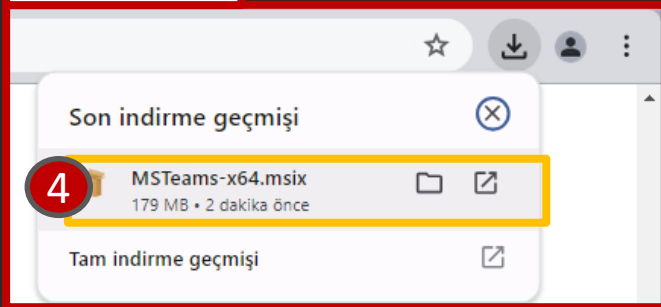 Son indirme geçmişi
4
MSTeams-x64.msix
179 MB • 2 dakika önce
Tam indirme geçmişi